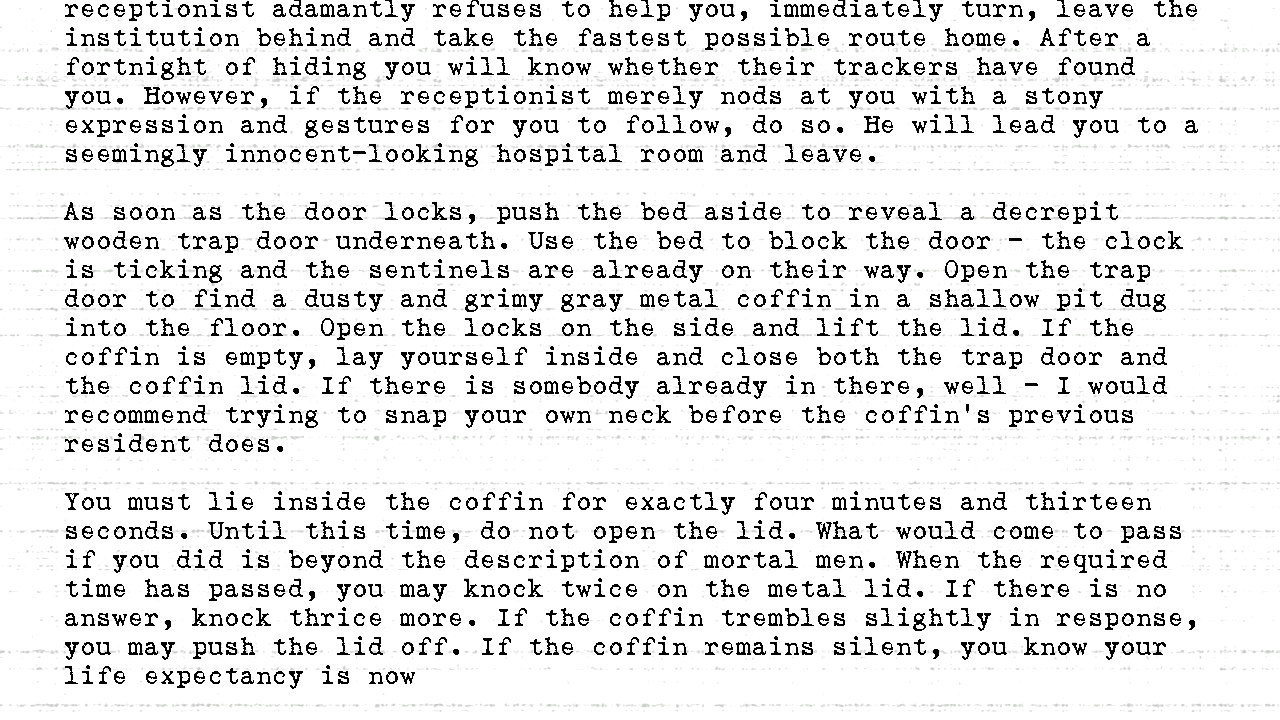 receptionist adamantly refuses to help you, immediately turn, leave the
institution behind and take the fastest possible route home. After a
fortnight of hiding you will know whether their trackers have found
you. However, if the receptionist merely nods at you with a stony
expression and gestures for you to follow, do so. He will lead you to a
seemingly innocent-looking hospital room and leave.

As soon as the door locks, push the bed aside to reveal a decrepit
wooden trap door underneath. Use the bed to block the door - the clock
is ticking and the sentinels are already on their way. Open the trap
door to find a dusty and grimy gray metal coffin in a shallow pit dug
into the floor. Open the locks on the side and lift the lid. If the
coffin is empty, lay yourself inside and close both the trap door and
the coffin lid. If there is somebody already in there, well - I would
recommend trying to snap your own neck before the coffin's previous
resident does.

You must lie inside the coffin for exactly four minutes and thirteen
seconds. Until this time, do not open the lid. What would come to pass
if you did is beyond the description of mortal men. When the required
time has passed, you may knock twice on the metal lid. If there is no
answer, knock thrice more. If the coffin trembles slightly in response,
you may push the lid off. If the coffin remains silent, you know your
life expectancy is now